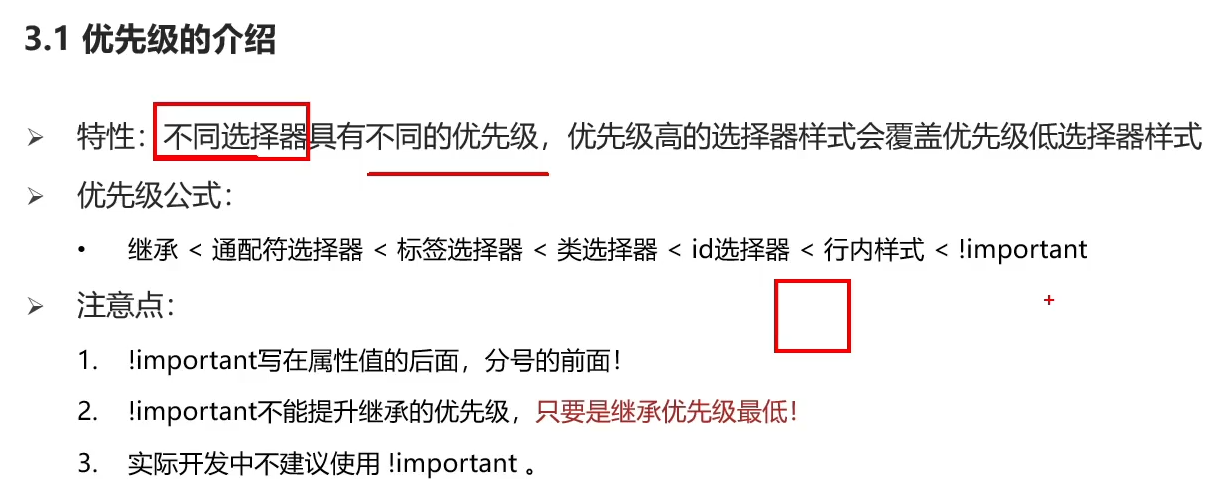 3.1 优先级的介绍
➢ 特性：不同选择器具有不同的优先级，优先级高的选择器样式会覆盖优先级低选择器样式
➢ 优先级公式：
• 继承 < 通配符选择器 < 标签选择器 < 类选择器 < id选择器 < 行内样式 < !important
➢ 注意点：
1. !important写在属性值的后面，分号的前面！
2. !important不能提升继承的优先级，只要是继承优先级最低！
3. 实际开发中不建议使用 !important 。